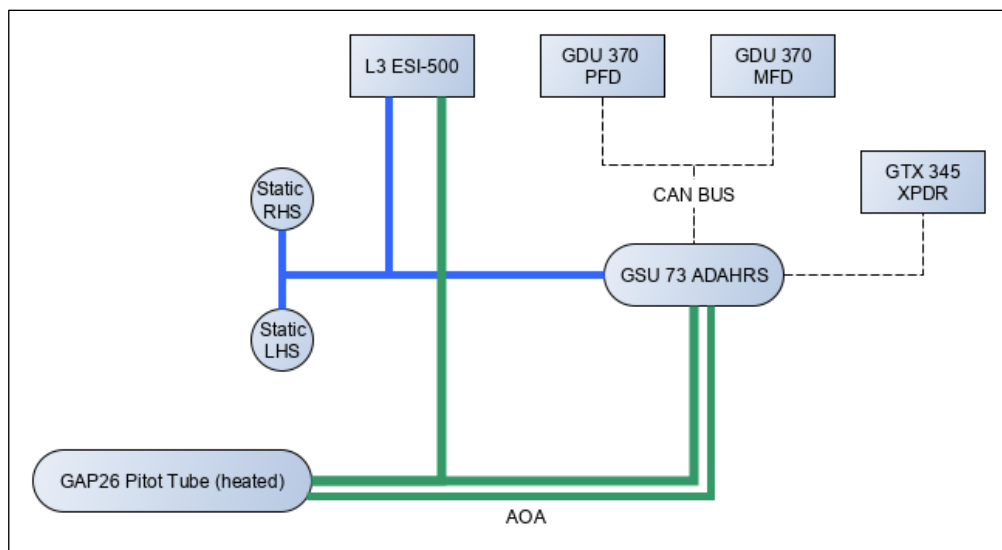 L3 ESI-500
GDU 370
PFD
GDU 370
MFD
GTX 345
XPDR
CAN BUS
Static
RHS
GSU 73 ADAHRS
Static
LHS
GAP26 Pitot Tube (heated)
AOA